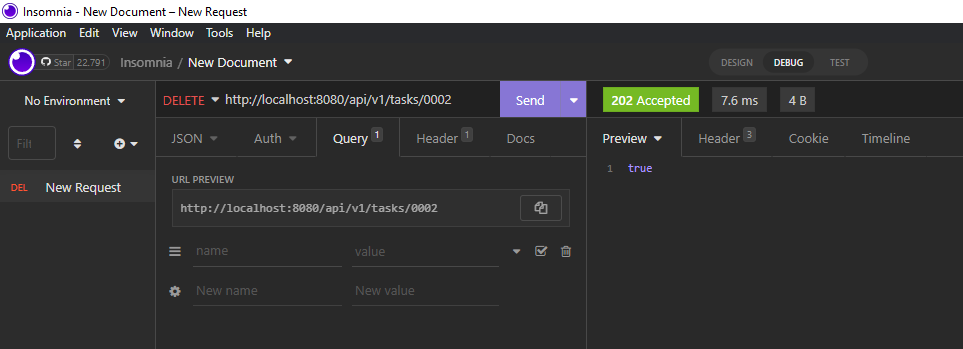 Insomnia - New Document – New Request
Application Edit View Window Tools Help
Star 22.791 Insomnia / New Document DESIGN DEBUG TEST
No Environment DELETE http://localhost:8080/api/v1/tasks/0002 Send 202 Accepted 7.6 ms 4 B
Filt JSON Auth Query 1 Header 1 Docs Preview Header 3 Cookie Timeline
1 true
DEL New Request
URL PREVIEW
http://localhost:8080/api/v1/tasks/0002
name value
New name New value